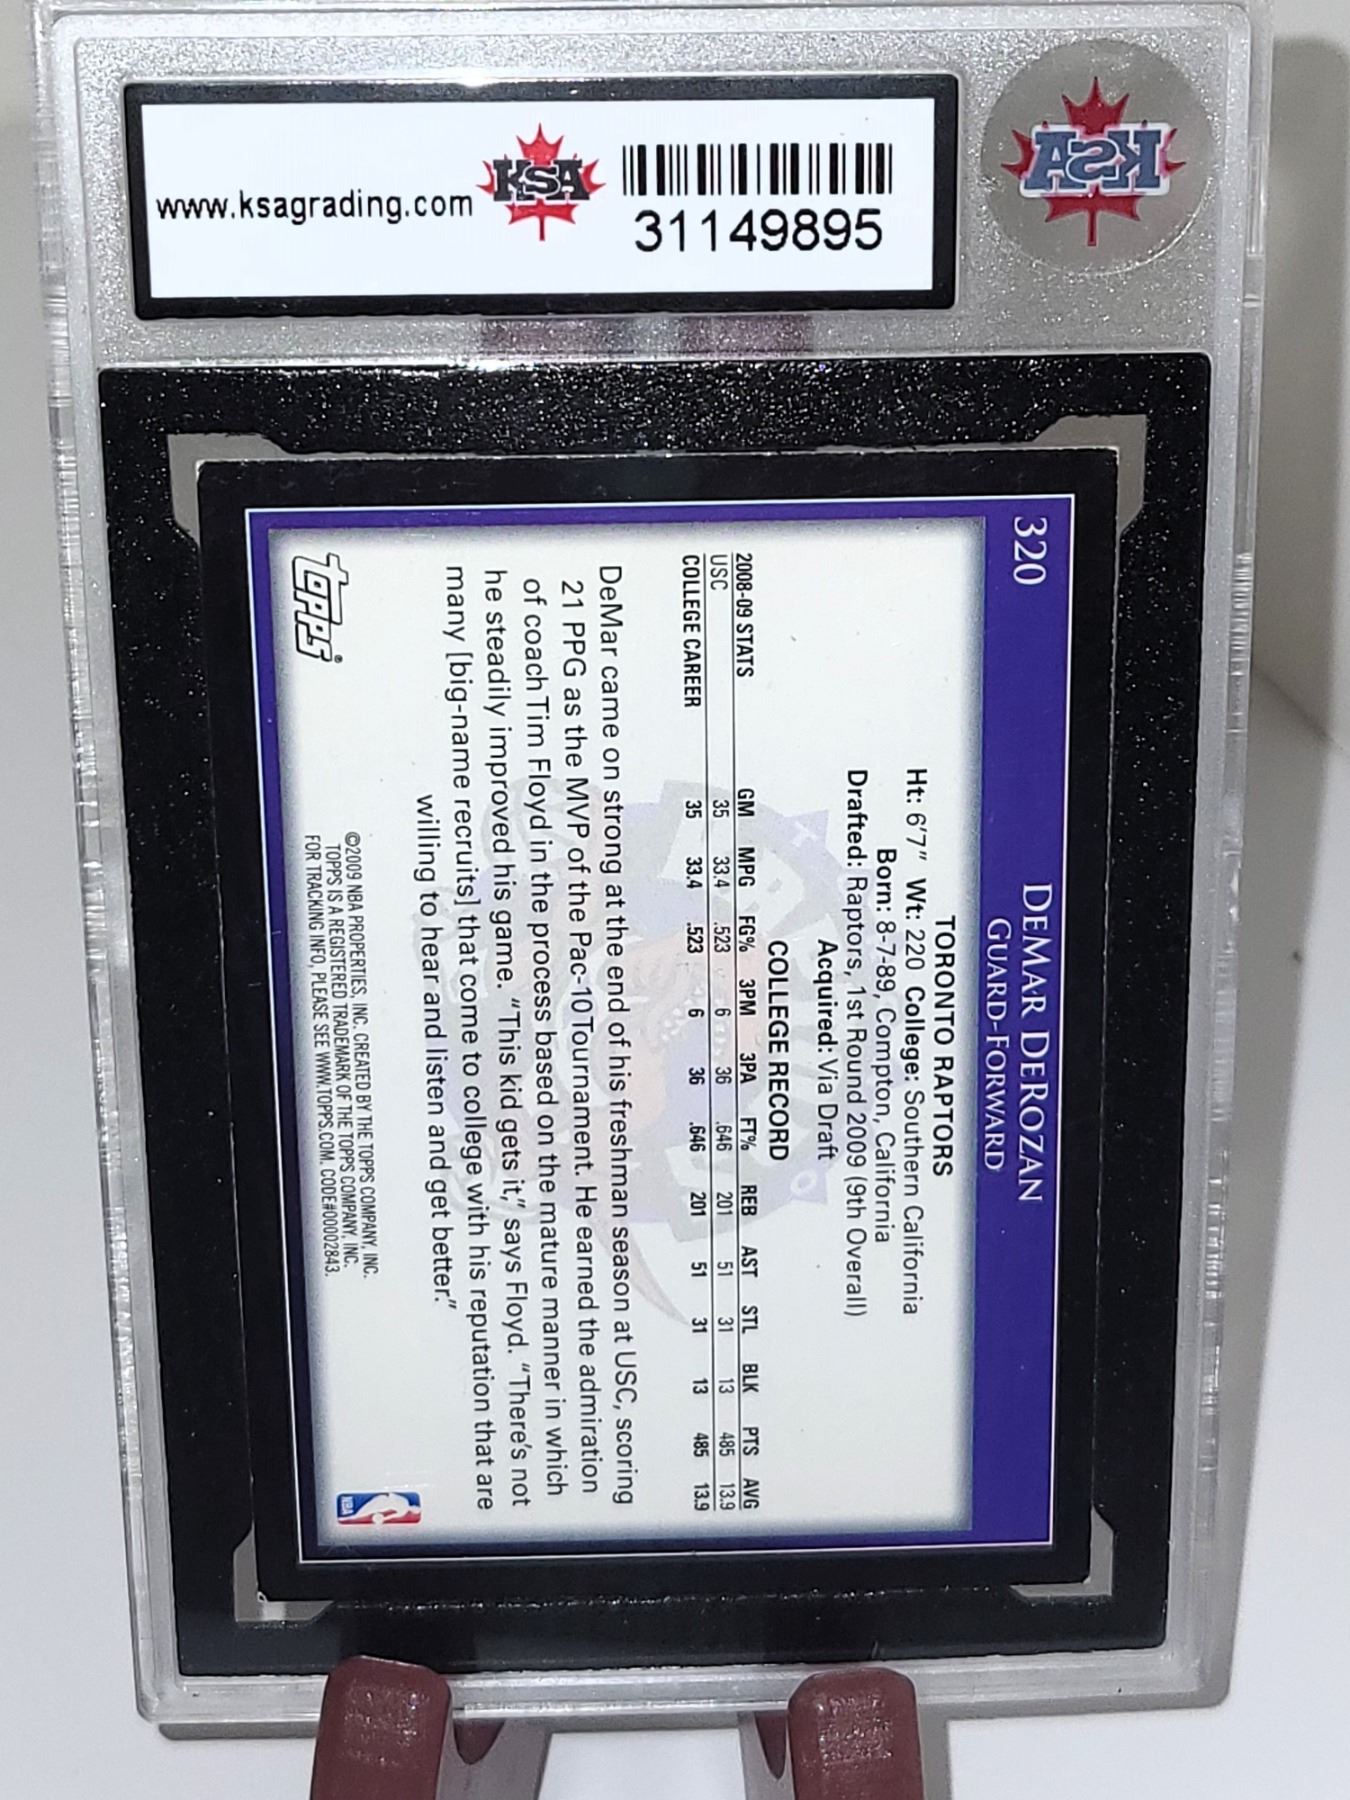 www.ksagrading.com
KSA
31149895
KSA
320
DEMAR DEROZAN
GUARD-FORWARD
TORONTO RAPTORS
Ht: 6'7" Wt: 220 College: Southern California
Born: 8-7-89, Compton, California
Drafted: Raptors, 1st Round 2009 (9th Overall)
Acquired: Via Draft
COLLEGE RECORD
2008-09 STATS GM MPG FG% 3PM 3PA FT% REB AST STL BLK PTS AVG
USC 35 33.4 .523 6 36 .646 201 51 31 13 485 13.9
COLLEGE CAREER 35 33.4 .523 6 36 .646 201 51 31 13 485 13.9
DeMar came on strong at the end of his freshman season at USC, scoring
21 PPG as the MVP of the Pac-10 Tournament. He earned the admiration
of coach Tim Floyd in the process based on the mature manner in which
he steadily improved his game. "This kid gets it," says Floyd. "There's not
many [big-name recruits] that come to college with his reputation that are
willing to hear and listen and get better."
Topps®
©2009 NBA PROPERTIES, INC. CREATED BY THE TOPPS COMPANY, INC.
TOPPS IS A REGISTERED TRADEMARK OF THE TOPPS COMPANY, INC.
FOR TRACKING INFO, PLEASE SEE WWW.TOPPS.COM. CODE#00002843.
NBA